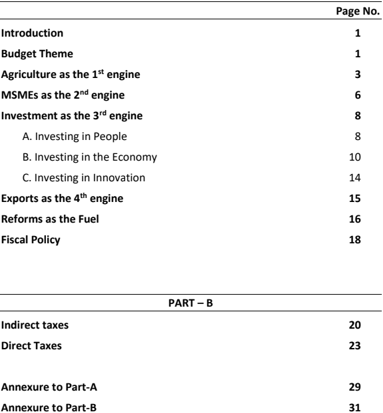 Page No.
Introduction 1
Budget Theme 1
Agriculture as the 1st engine 3
MSMEs as the 2nd engine 6
Investment as the 3rd engine 8
A. Investing in People 8
B. Investing in the Economy 10
C. Investing in Innovation 14
Exports as the 4th engine 15
Reforms as the Fuel 16
Fiscal Policy 18
PART – B
Indirect taxes 20
Direct Taxes 23
Annexure to Part-A 29
Annexure to Part-B 31